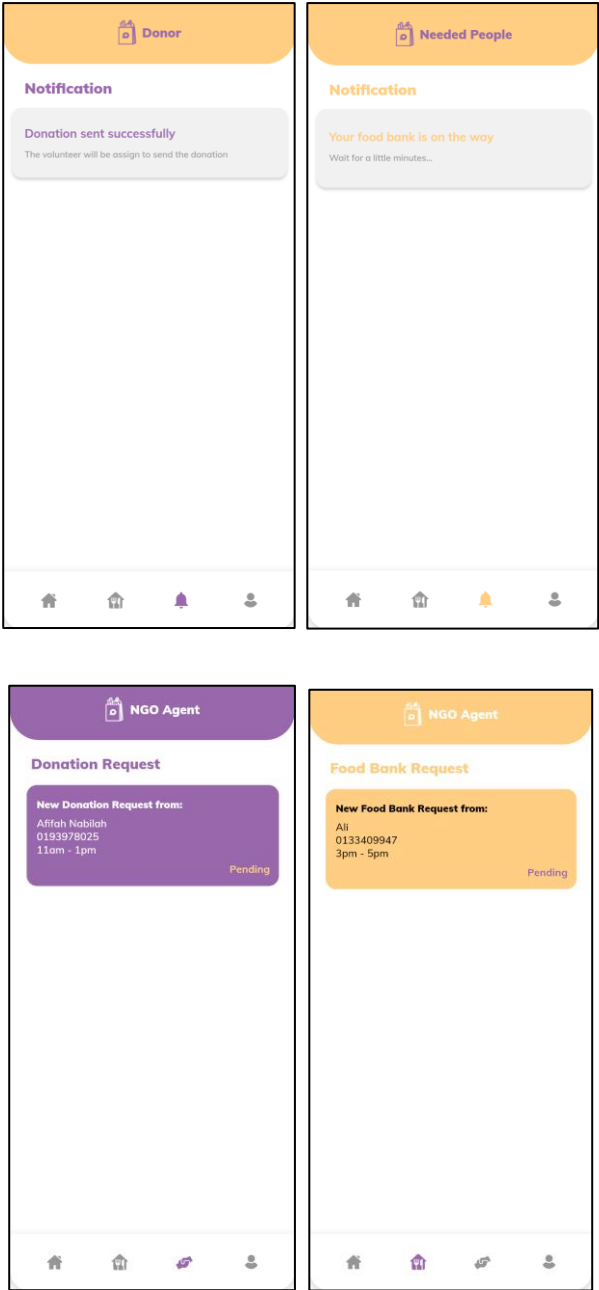 Donor
Notification
Donation sent successfully
The volunteer will be assign to send the donation
Needed People
Notification
Your food bank is on the way
Wait for a little minutes...
NGO Agent
Donation Request
New Donation Request from:
Afifah Nabilah
0193978025
11am - 1pm
Pending
NGO Agent
Food Bank Request
New Food Bank Request from:
Ali
0133409947
3pm - 5pm
Pending